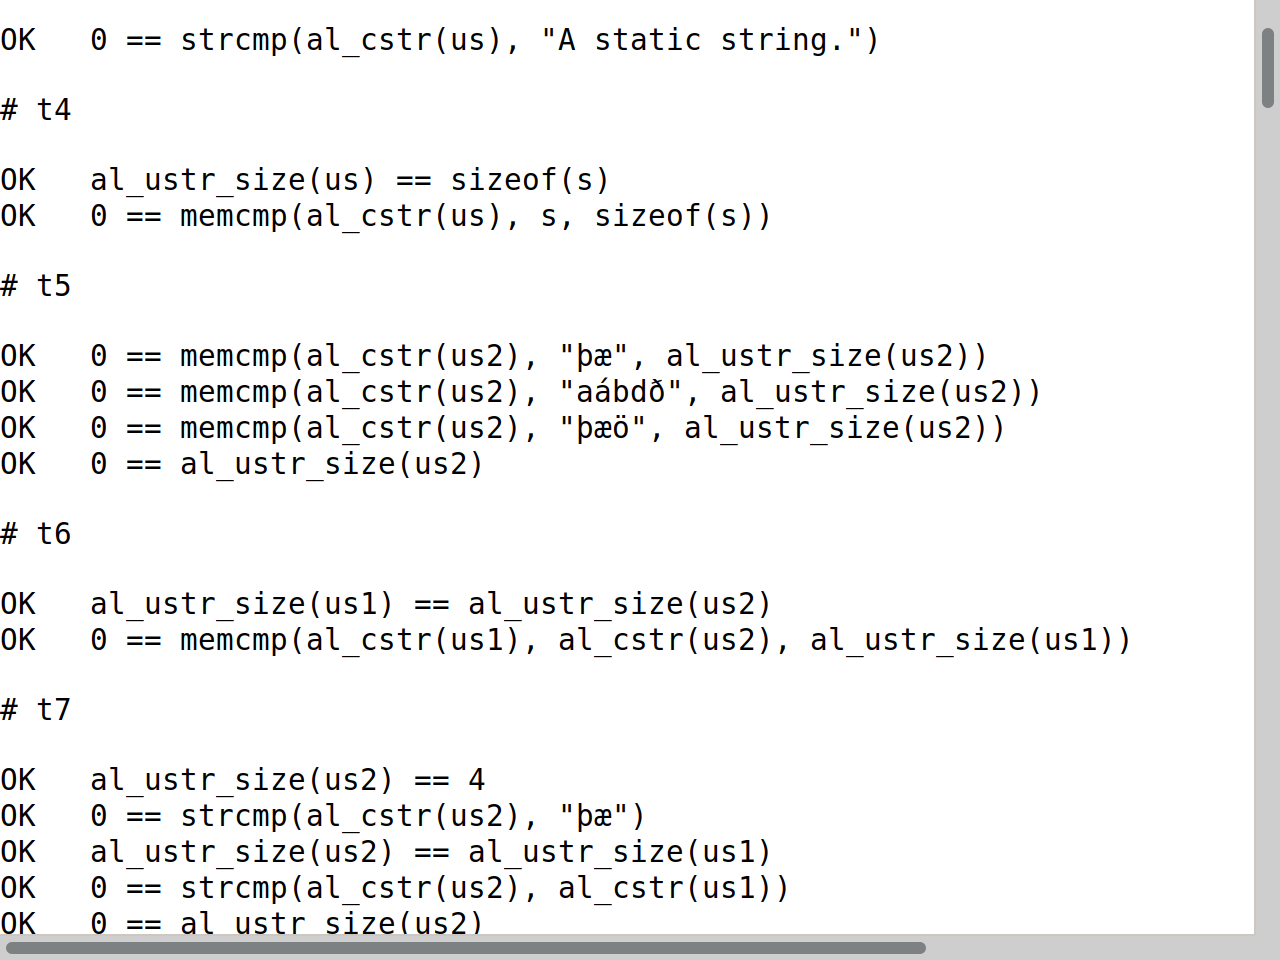 OK   0 == strcmp(al_cstr(us), "A static string.")
# t4
OK   al_ustr_size(us) == sizeof(s)
OK   0 == memcmp(al_cstr(us), s, sizeof(s))
# t5
OK   0 == memcmp(al_cstr(us2), "þæ", al_ustr_size(us2))
OK   0 == memcmp(al_cstr(us2), "aábdð", al_ustr_size(us2))
OK   0 == memcmp(al_cstr(us2), "þæö", al_ustr_size(us2))
OK   0 == al_ustr_size(us2)
# t6
OK   al_ustr_size(us1) == al_ustr_size(us2)
OK   0 == memcmp(al_cstr(us1), al_cstr(us2), al_ustr_size(us1))
# t7
OK   al_ustr_size(us2) == 4
OK   0 == strcmp(al_cstr(us2), "þæ")
OK   al_ustr_size(us2) == al_ustr_size(us1)
OK   0 == strcmp(al_cstr(us2), al_cstr(us1))
OK   0 == al_ustr_size(us2)